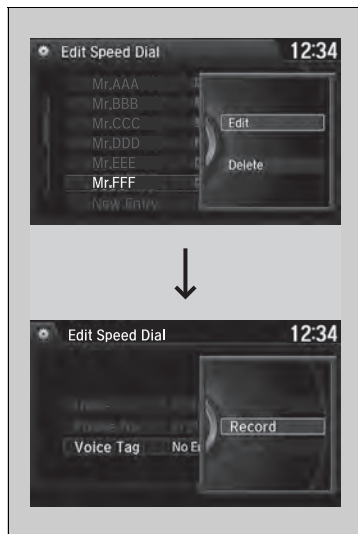 Edit Speed Dial 12:34
Mr.AAA
Mr.BBB
Mr.CCC
Edit
Mr.DDD
Mr.EEE
Delete
Mr.FFF
New Entry
Edit Speed Dial 12:34
Record
Voice Tag No